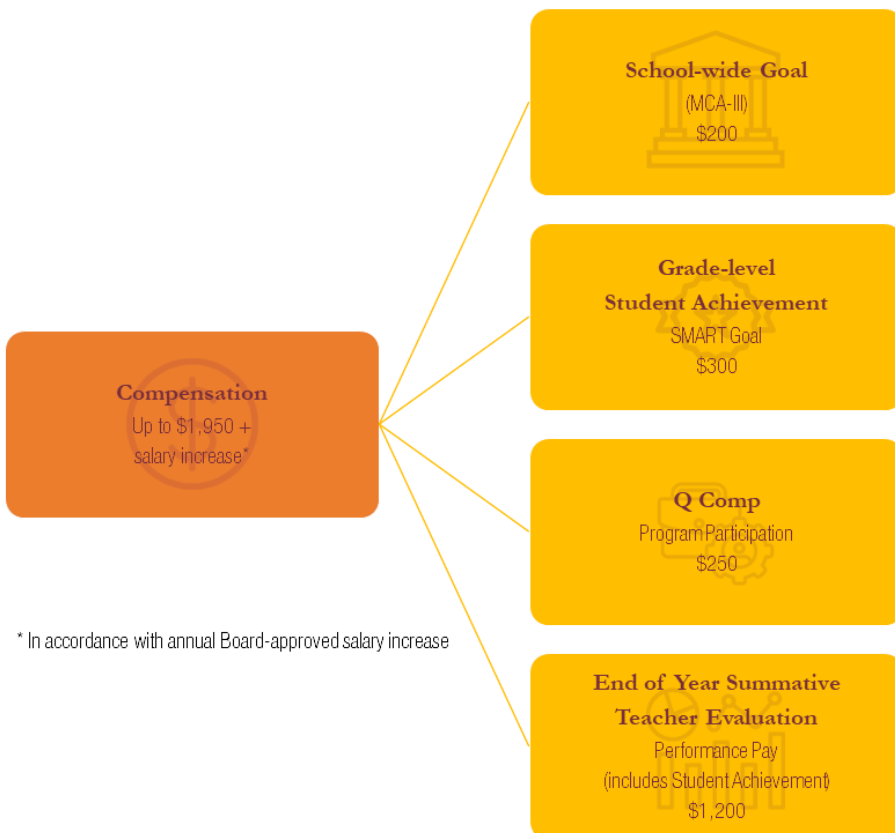 School-wide Goal
(MCA-III)
$200
Grade-level
Student Achievement
SMART Goal
$300
Compensation
Up to $1,950 +
salary increase*
Q Comp
Program Participation
$250
* In accordance with annual Board-approved salary increase
End of Year Summative
Teacher Evaluation
Performance Pay
(includes Student Achievement)
$1,200